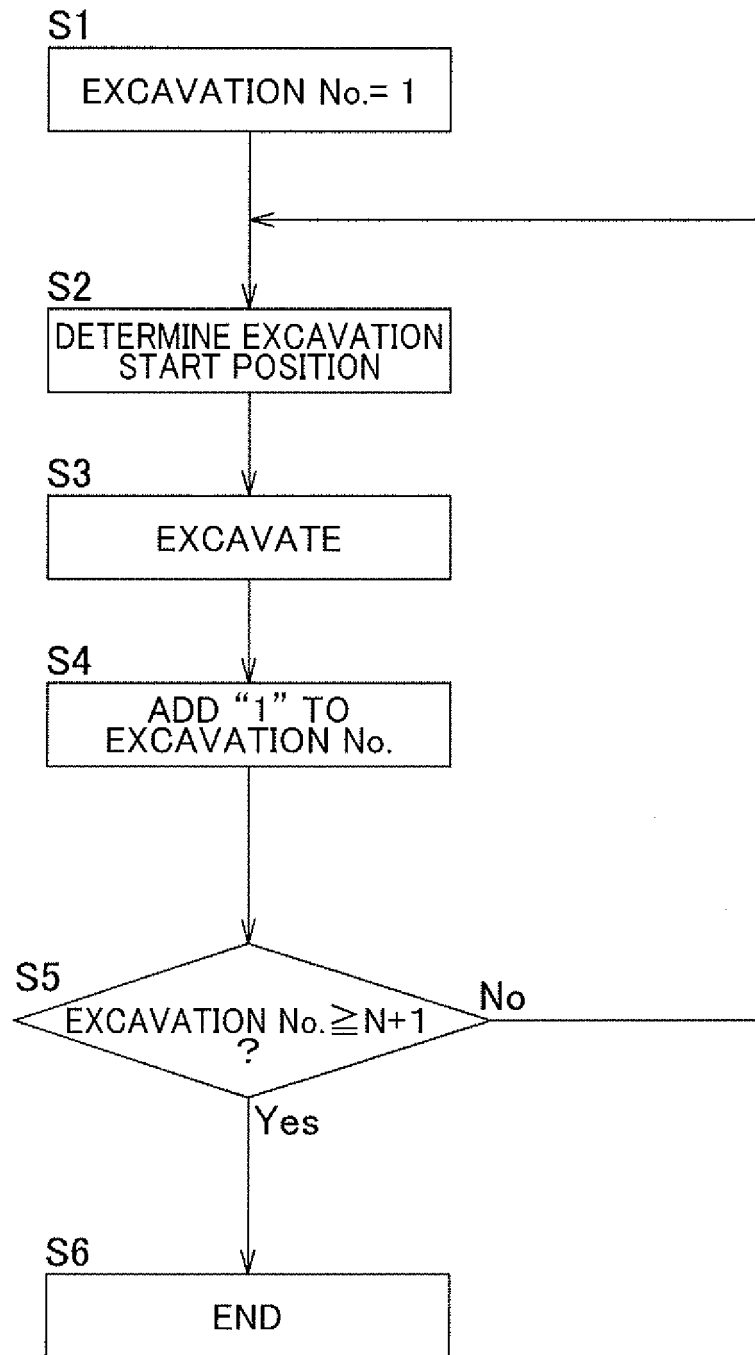 S1
EXCAVATION No.= 1
S2
DETERMINE EXCAVATION
START POSITION
S3
EXCAVATE
S4
ADD “1” TO
EXCAVATION No.
S5
EXCAVATION No.≧N+1
?
No
Yes
S6
END